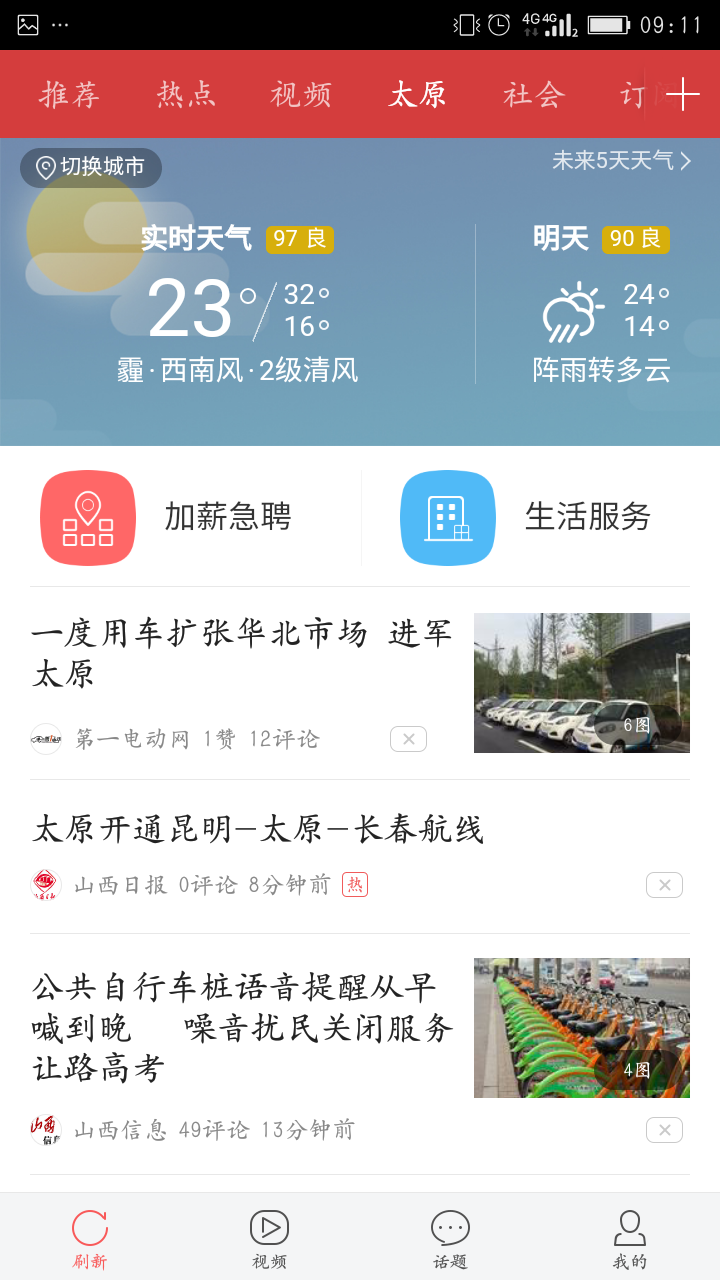 4G 4G 2 09:11
推荐 热点 视频 太原 社会 订
切换城市 未来5天天气
实时天气 97 良 明天 90 良
23° 32° 24°
16° 14°
霾·西南风·2级清风 阵雨转多云
加薪急聘 生活服务
一度用车扩张华北市场 进军
太原
6图
第一电动网 1赞 12评论
太原开通昆明—太原—长春航线
山西日报 0评论 8分钟前 热
公共自行车桩语音提醒从早
喊到晚 噪音扰民关闭服务
让路高考
4图
山西信息 49评论 13分钟前
刷新 视频 话题 我的